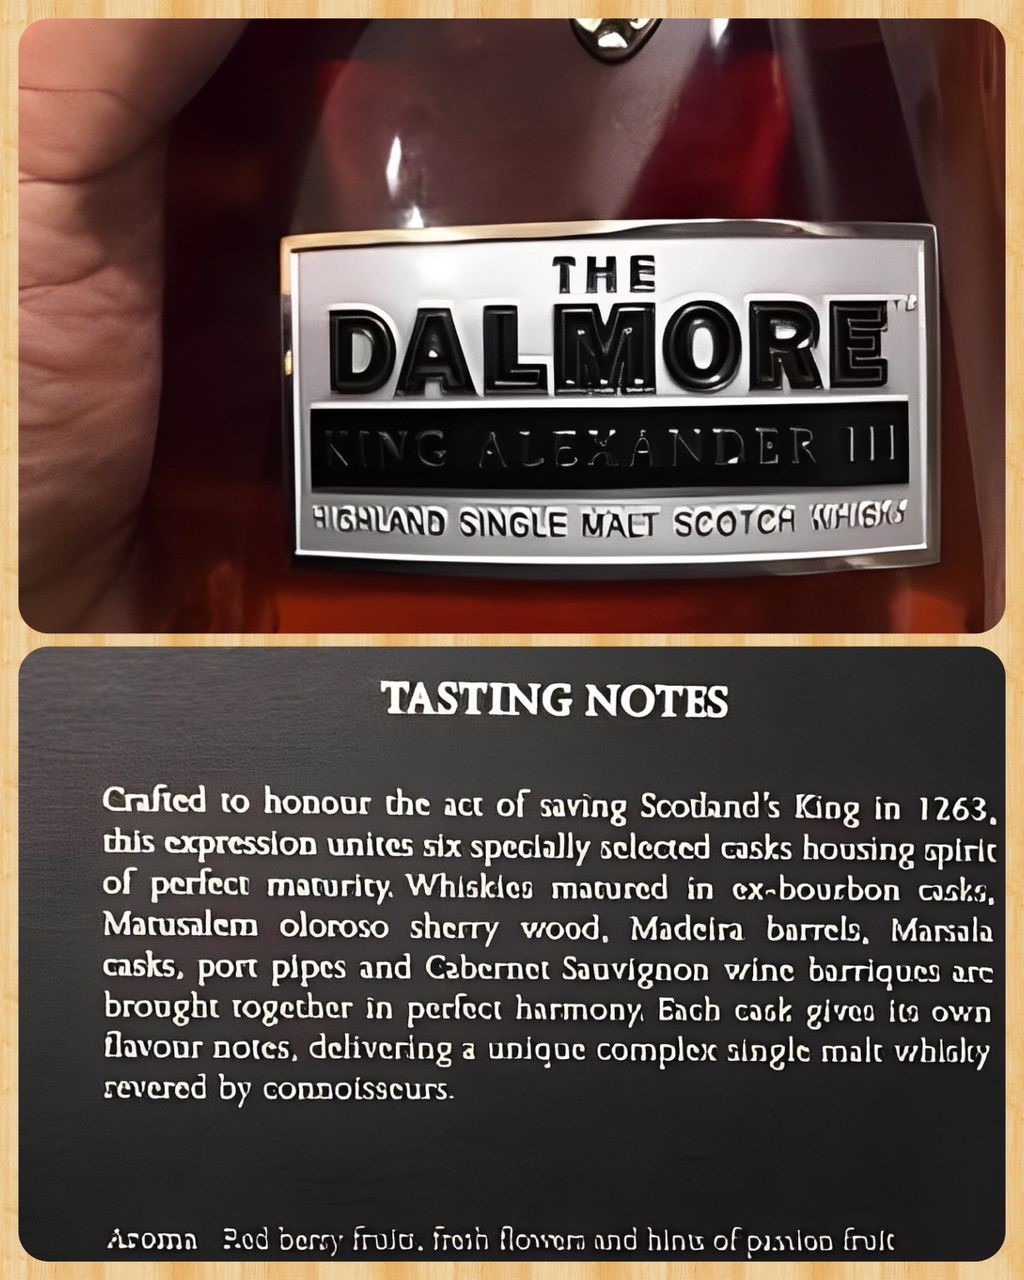 THE
DALMORE
KING ALEXANDER III
HIGHLAND SINGLE MALT SCOTCH WHISKY
TASTING NOTES
Crafted to honour the act of saving Scotland's King in 1263,
this expression unites six specially selected casks housing spirit
of perfect maturity. Whiskies matured in ex-bourbon casks,
Matusalem oloroso sherry wood, Madeira barrels, Marsala
casks, port pipes and Cabernet Sauvignon wine barriques are
brought together in perfect harmony. Each cask gives its own
flavour notes, delivering a unique complex single malt whisky
revered by connoisseurs.
Aroma Red berry fruits, fresh flowers and hints of passion fruit